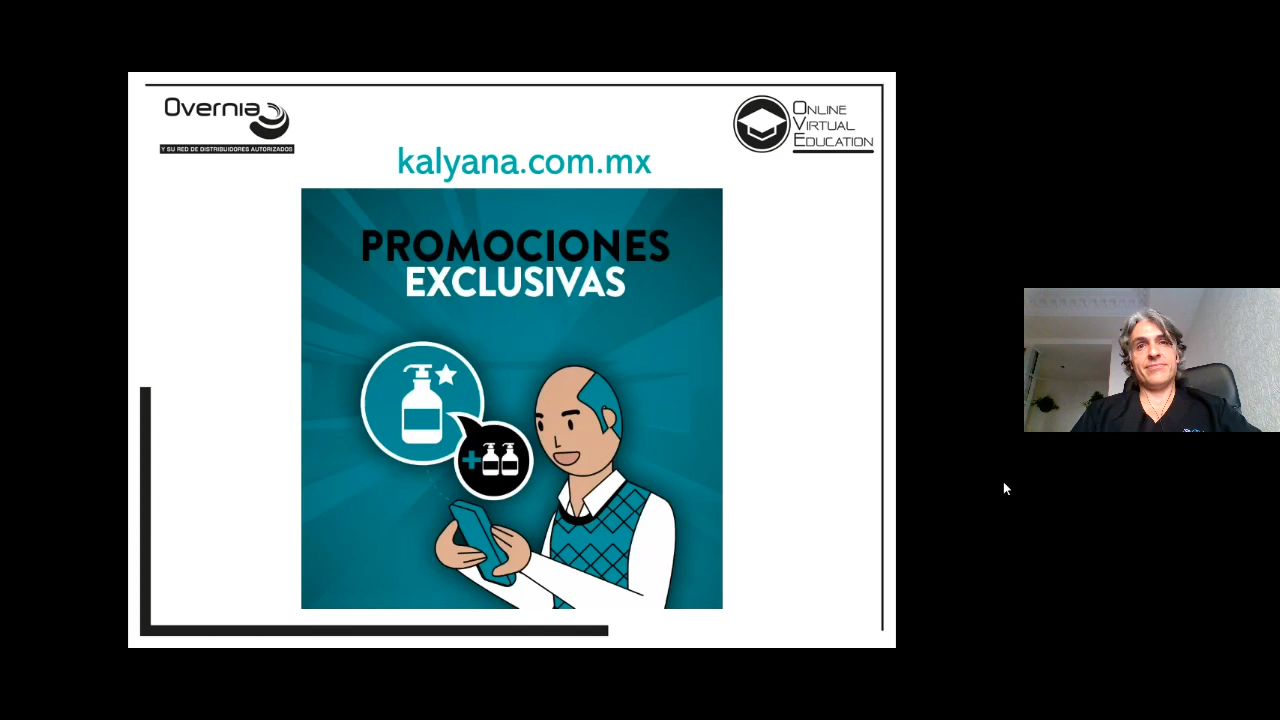 Overnia
Y SU RED DE DISTRIBUIDORES AUTORIZADOS
ONLINE
VIRTUAL
EDUCATION
kalyana.com.mx
PROMOCIONES
EXCLUSIVAS